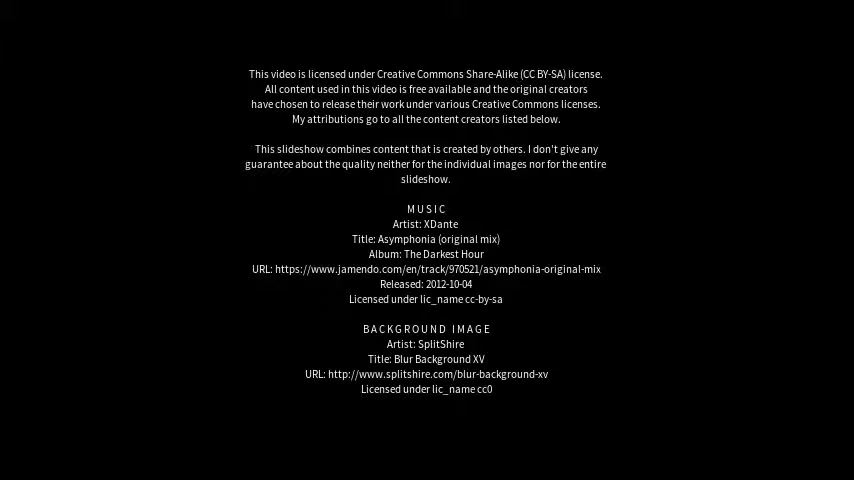 This video is licensed under Creative Commons Share-Alike (CC BY-SA) license.
All content used in this video is free available and the original creators
have chosen to release their work under various Creative Commons licenses.
My attributions go to all the content creators listed below.
This slideshow combines content that is created by others. I don't give any
guarantee about the quality neither for the individual images nor for the entire
slideshow.
MUSIC
Artist: XDante
Title: Asymphonia (original mix)
Album: The Darkest Hour
URL: https://www.jamendo.com/en/track/970521/asymphonia-original-mix
Released: 2012-10-04
Licensed under lic_name cc-by-sa
BACKGROUND IMAGE
Artist: SplitShire
Title: Blur Background XV
URL: http://www.splitshire.com/blur-background-xv
Licensed under lic_name cc0